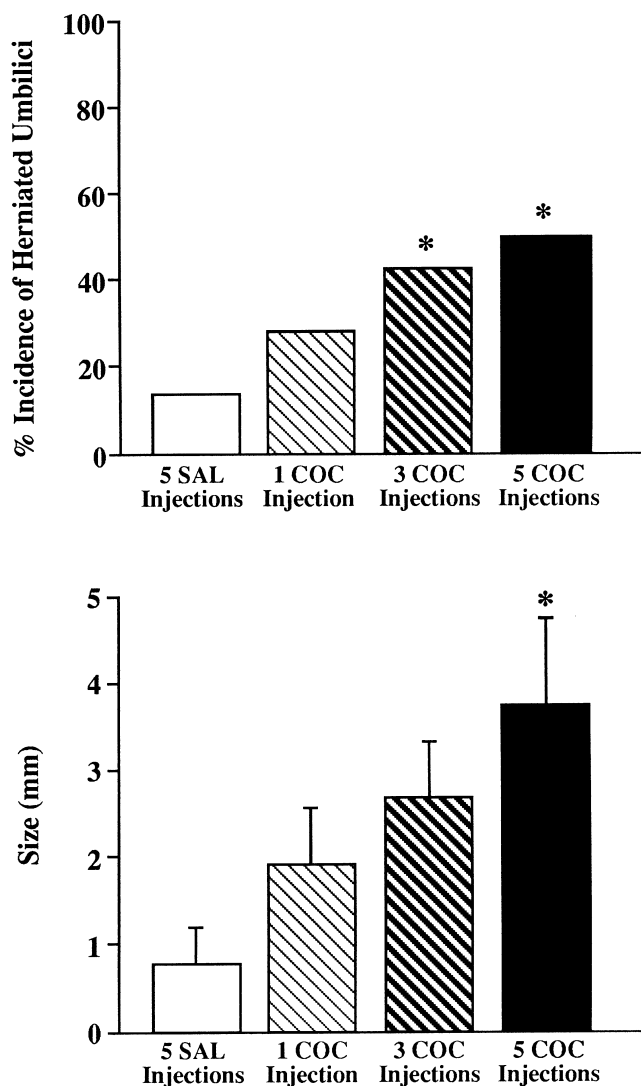 % Incidence of Herniated Umbilici
100
80
60
40
20
0
*
*
5 SAL
Injections
1 COC
Injection
3 COC
Injections
5 COC
Injections
Size (mm)
5
4
3
2
1
0
*
5 SAL
Injections
1 COC
Injection
3 COC
Injections
5 COC
Injections